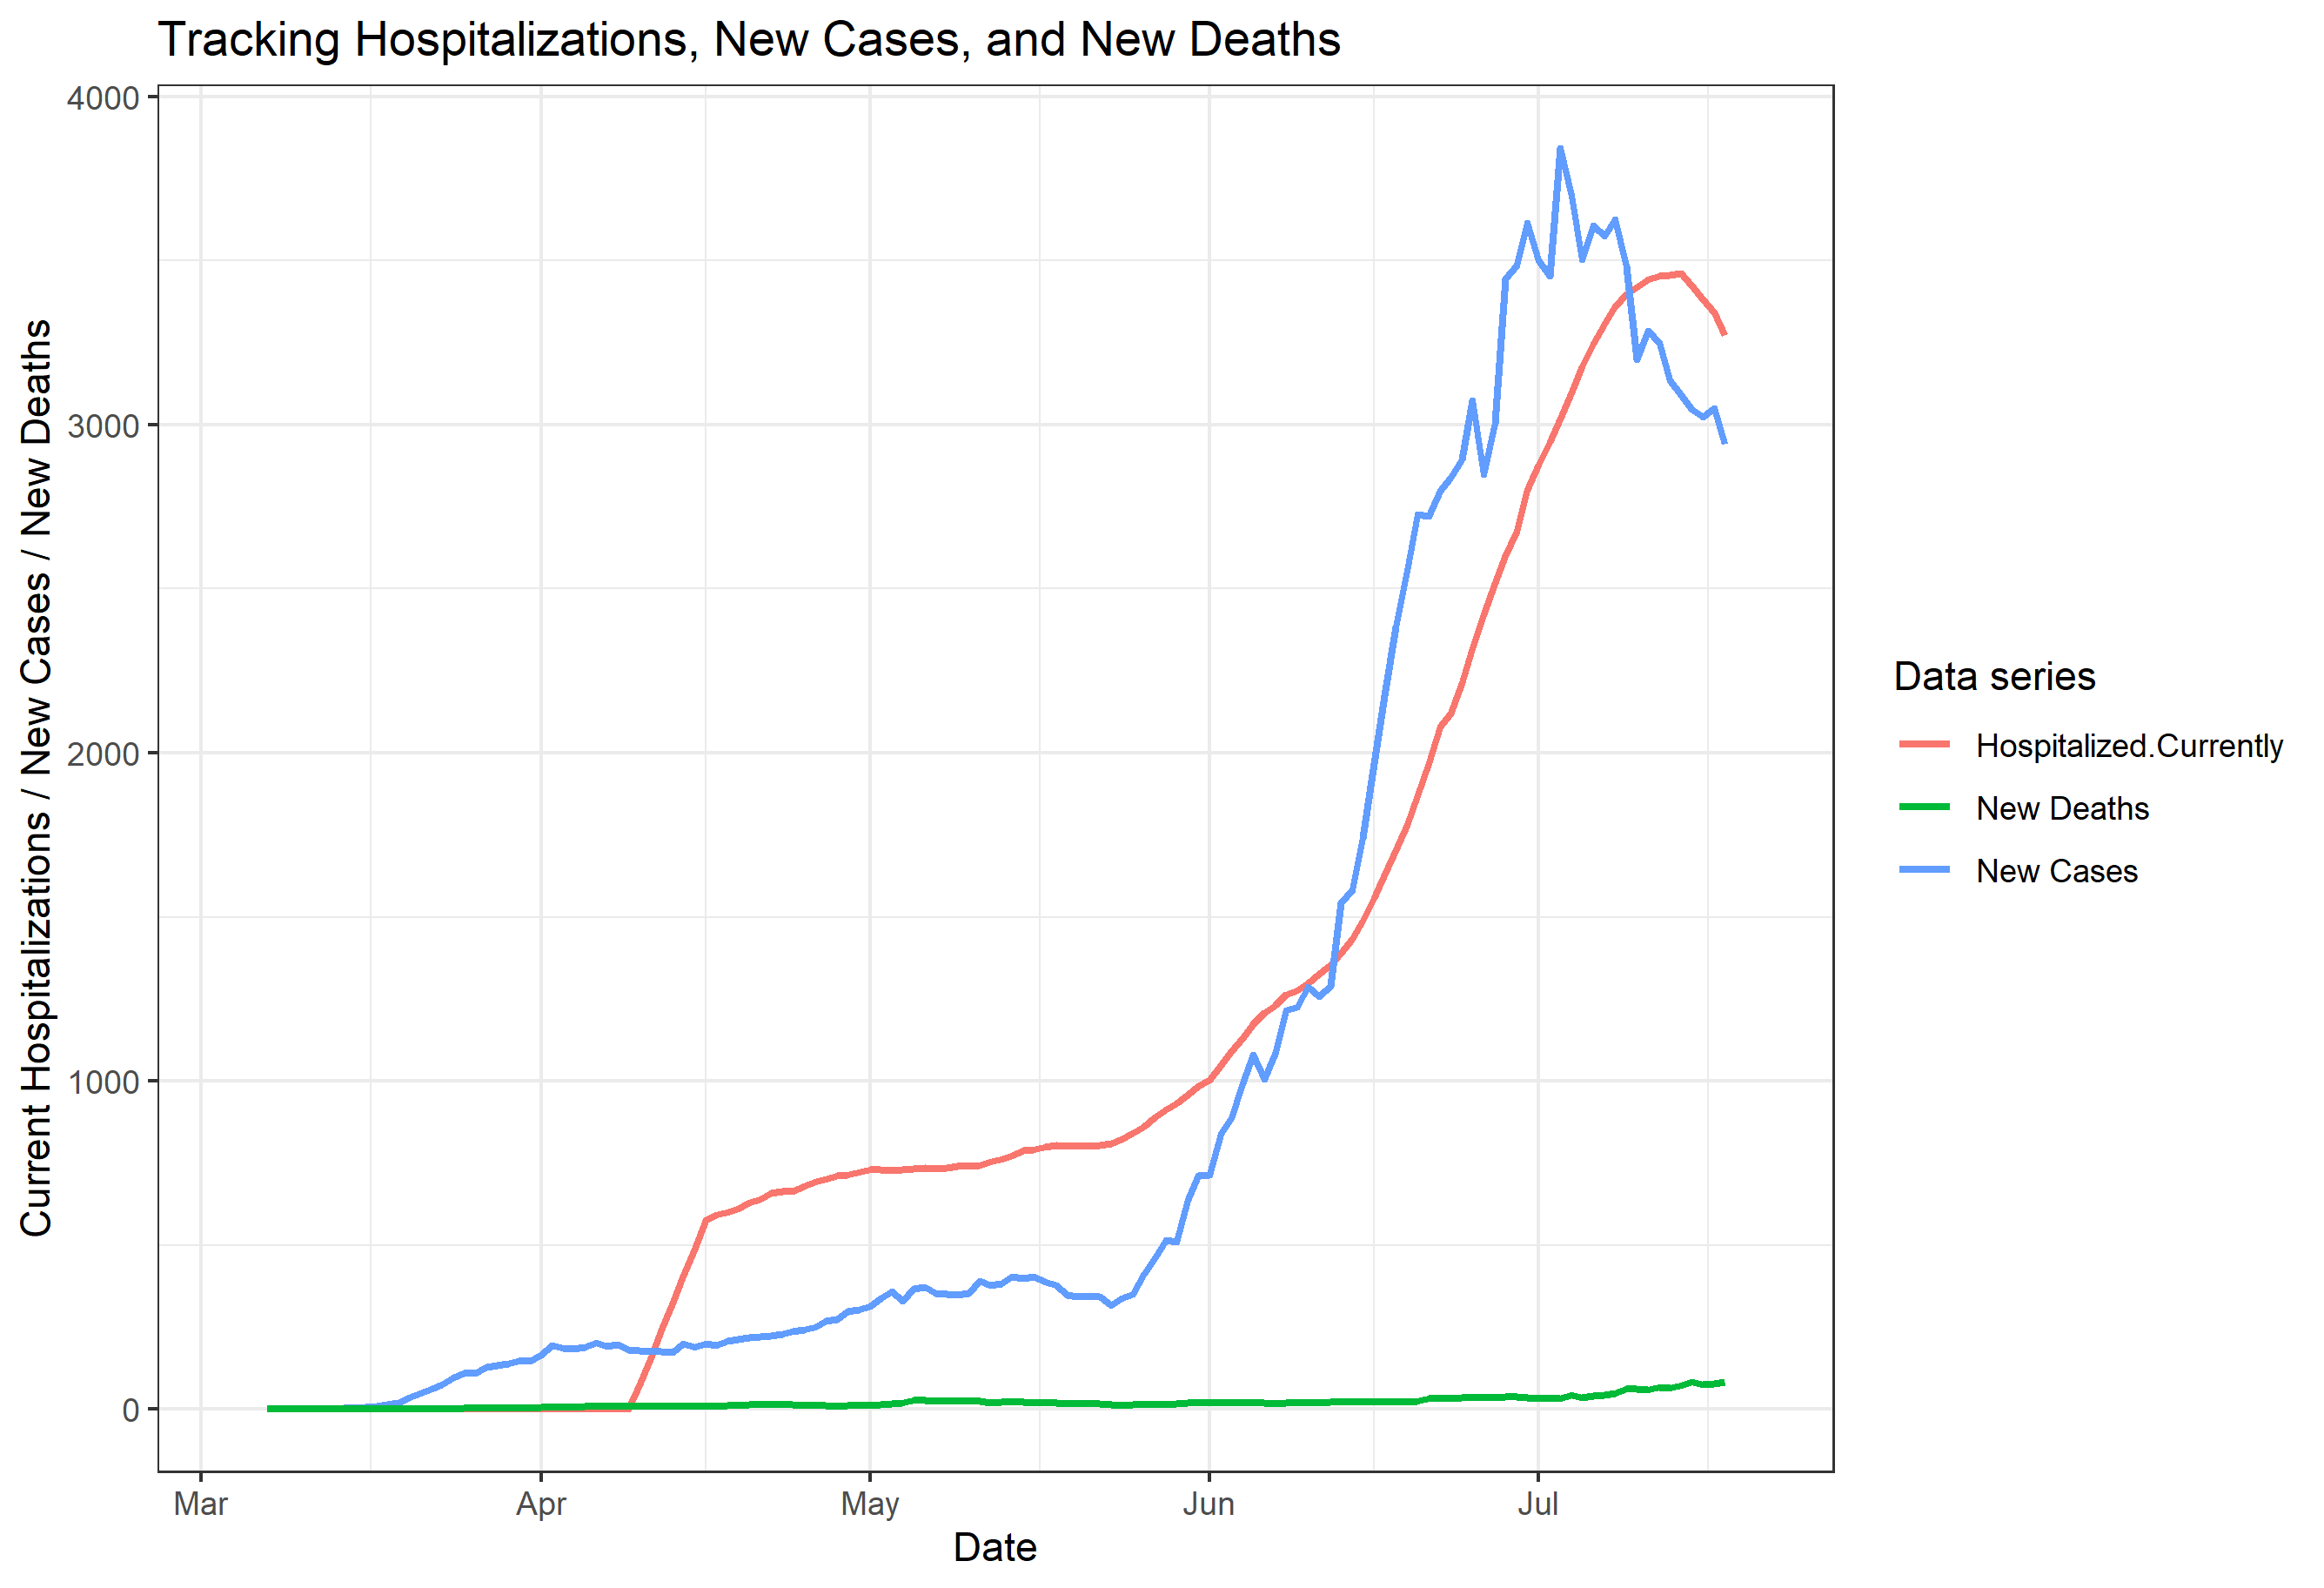 Tracking Hospitalizations, New Cases, and New Deaths
Current Hospitalizations / New Cases / New Deaths
4000
3000
2000
1000
0
Mar
Apr
May
Jun
Jul
Date
Data series
Hospitalized.Currently
New Deaths
New Cases